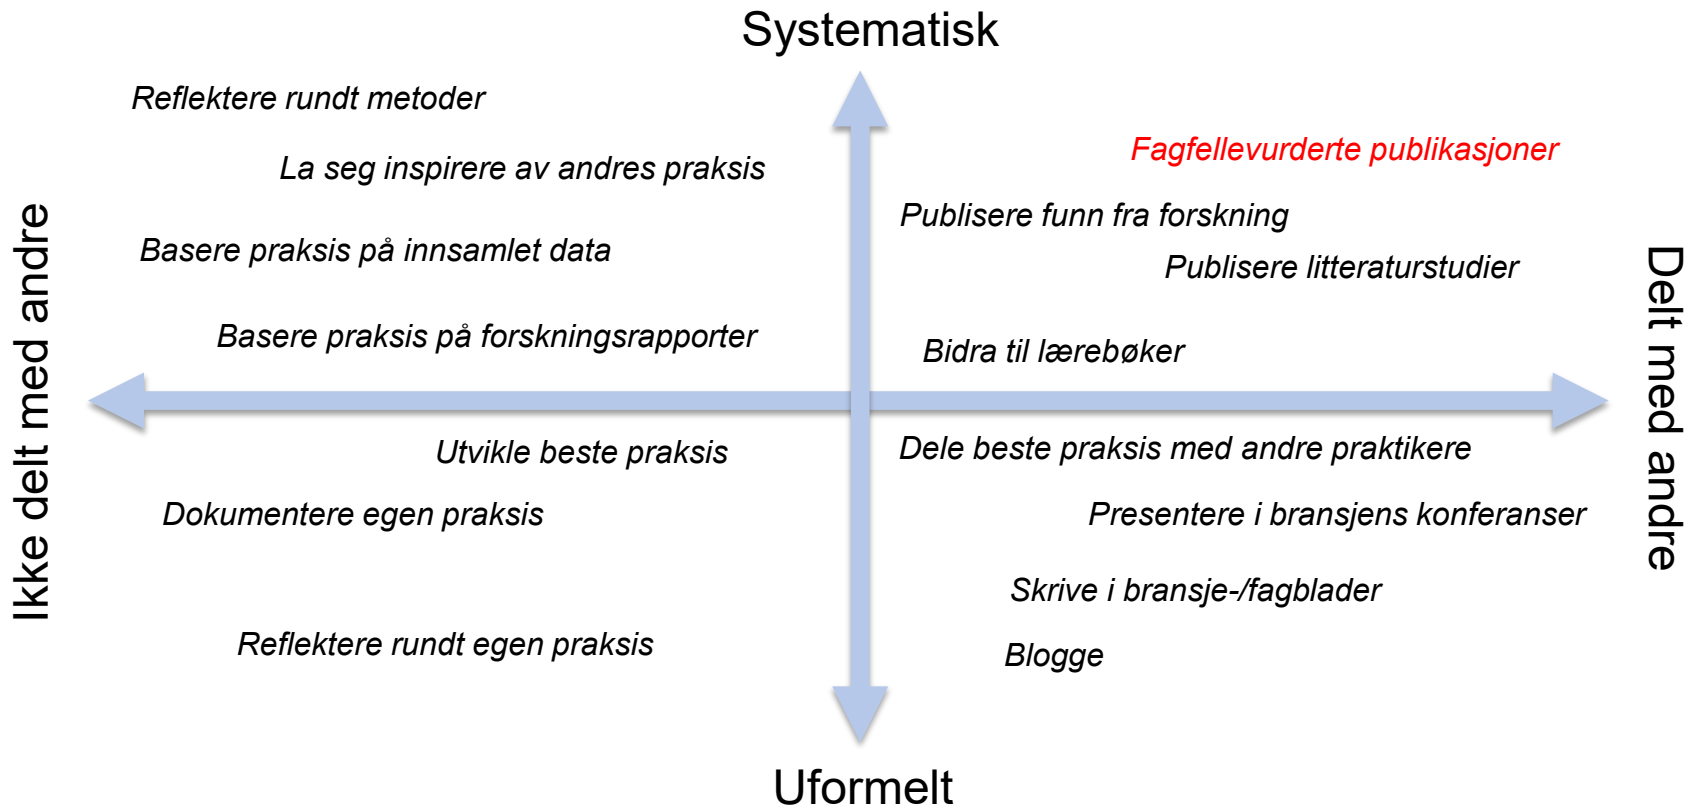 Systematisk
Reflektere rundt metoder
Fagfellevurderte publikasjoner
La seg inspirere av andres praksis
Publisere funn fra forskning
Basere praksis på innsamlet data
Publisere litteraturstudier
Basere praksis på forskningsrapporter
Bidra til lærebøker
Ikke delt med andre
Delt med andre
Utvikle beste praksis
Dele beste praksis med andre praktikere
Dokumentere egen praksis
Presentere i bransjens konferanser
Skrive i bransje-/fagblader
Reflektere rundt egen praksis
Blogge
Uformelt